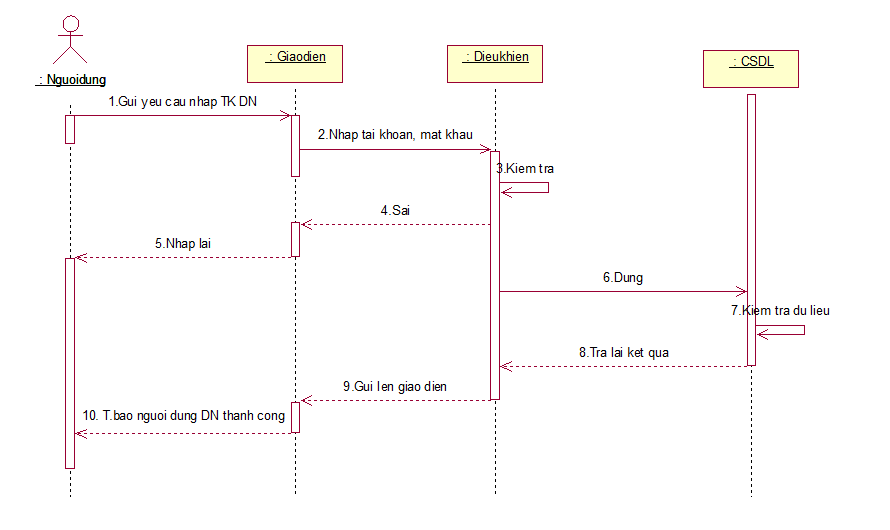 : Nguoidung
: Giaodien
: Dieukhien
: CSDL
1.Gui yeu cau nhap TK DN
2.Nhap tai khoan, mat khau
3.Kiem tra
4.Sai
5.Nhap lai
6.Dung
7.Kiem tra du lieu
8.Tra lai ket qua
9.Gui len giao dien
10. T.bao nguoi dung DN thanh cong